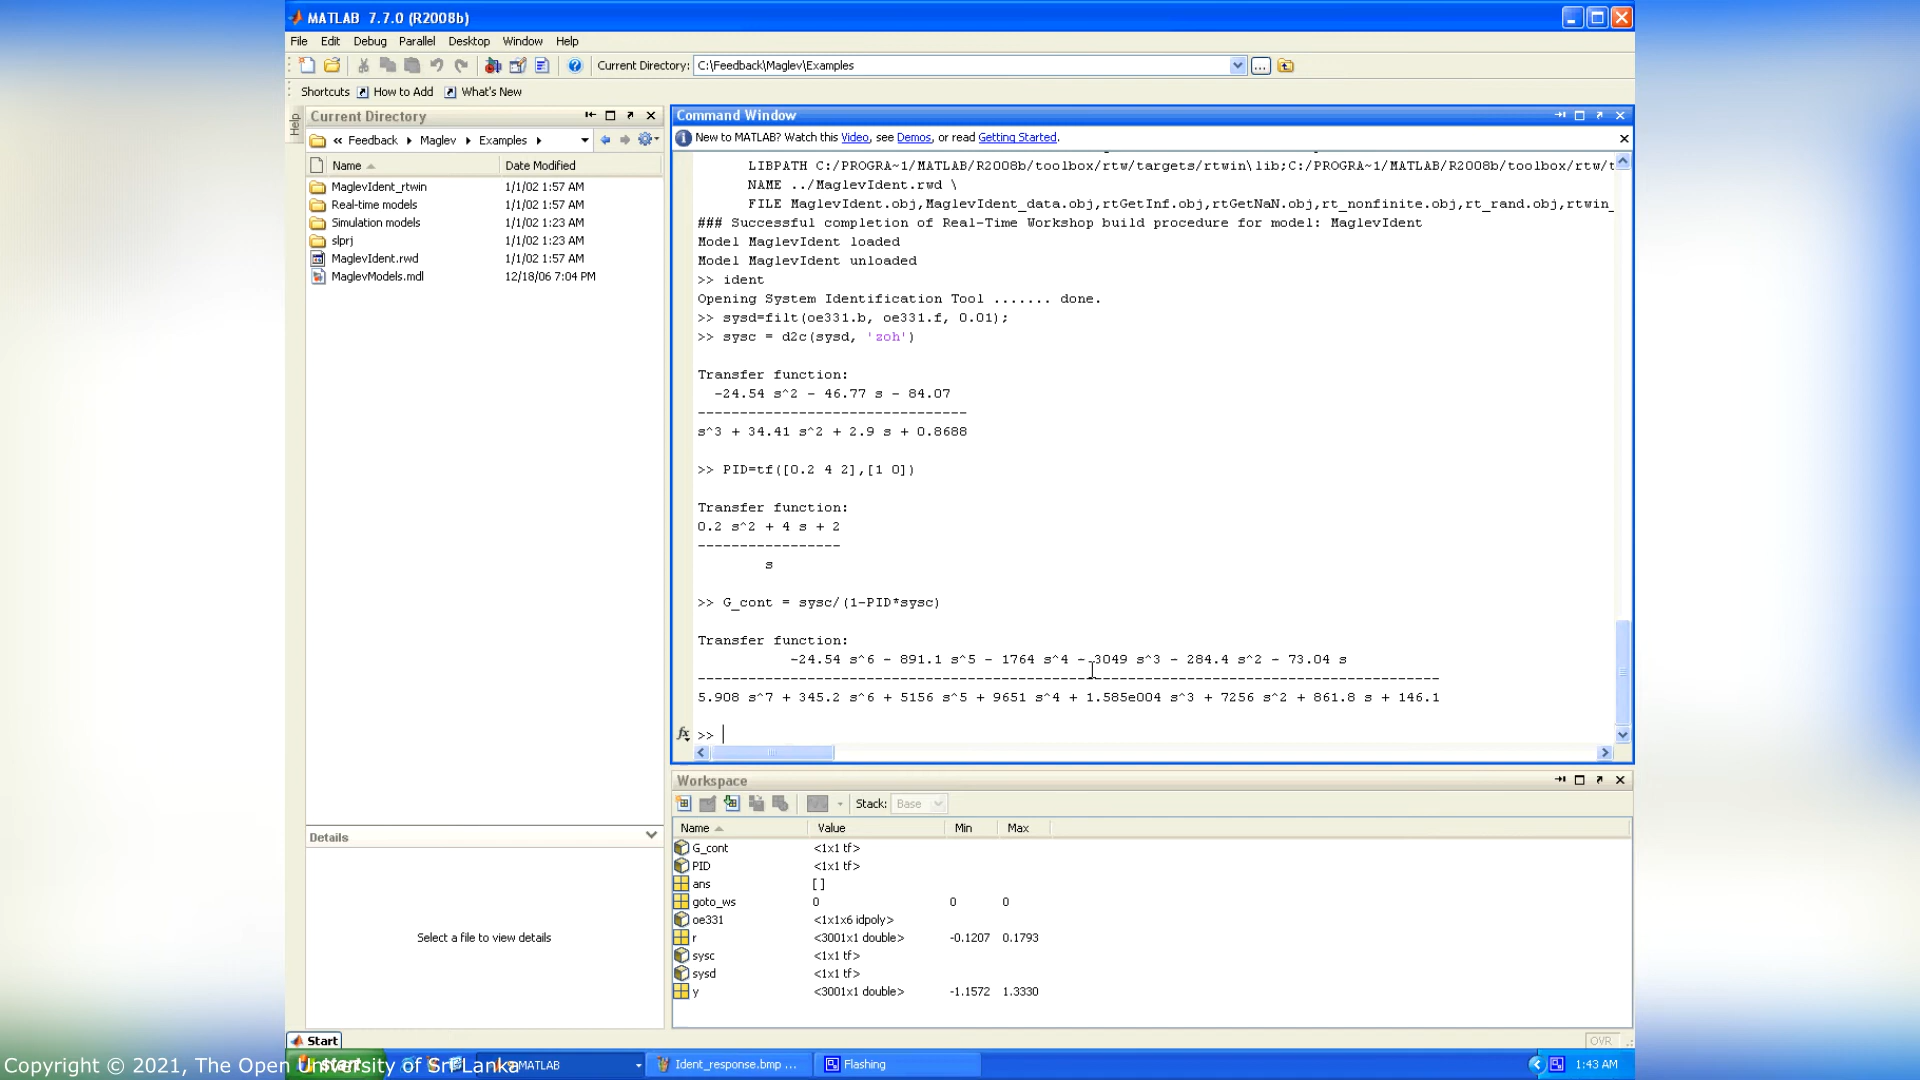 MATLAB 7.7.0 (R2008b)
File Edit Debug Parallel Desktop Window Help
Current Directory: C:\Feedback\Maglev\Examples
Shortcuts How to Add What's New
Help
Current Directory
« Feedback Maglev Examples
Name Date Modified
MaglevIdent_rtwin 1/1/02 1:57 AM
Real-time models 1/1/02 1:57 AM
Simulation models 1/1/02 1:23 AM
slprj 1/1/02 1:23 AM
MaglevIdent.rwd 1/1/02 1:57 AM
MaglevModels.mdl 12/18/06 7:04 PM
Details
Select a file to view details
Command Window
New to MATLAB? Watch this Video, see Demos, or read Getting Started.
LIBPATH C:/PROGRA~1/MATLAB/R2008b/toolbox/rtw/targets/rtwin\lib;C:/PROGRA~1/MATLAB/R2008b/toolbox/rtw/t
NAME ../MaglevIdent.rwd \
FILE MaglevIdent.obj,MaglevIdent_data.obj,rtGetInf.obj,rtGetNaN.obj,rt_nonfinite.obj,rt_rand.obj,rtwin_
### Successful completion of Real-Time Workshop build procedure for model: MaglevIdent
Model MaglevIdent loaded
Model MaglevIdent unloaded
>> ident
Opening System Identification Tool ....... done.
>> sysd=filt(oe331.b, oe331.f, 0.01);
>> sysc = d2c(sysd, 'zoh')
Transfer function:
-24.54 s^2 - 46.77 s - 84.07
--------------------------------
s^3 + 34.41 s^2 + 2.9 s + 0.8688
>> PID=tf([0.2 4 2],[1 0])
Transfer function:
0.2 s^2 + 4 s + 2
-----------------
s
>> G_cont = sysc/(1-PID*sysc)
Transfer function:
-24.54 s^6 - 891.1 s^5 - 1764 s^4 - 3049 s^3 - 284.4 s^2 - 73.04 s
----------------------------------------------------------------------------------------
5.908 s^7 + 345.2 s^6 + 5156 s^5 + 9651 s^4 + 1.585e004 s^3 + 7256 s^2 + 861.8 s + 146.1
fx >>
Workspace
Stack: Base
Name Value Min Max
G_cont <1x1 tf>
PID <1x1 tf>
ans []
goto_ws 0 0 0
oe331 <1x1x6 idpoly>
r <3001x1 double> -0.1207 0.1793
sysc <1x1 tf>
sysd <1x1 tf>
y <3001x1 double> -1.1572 1.3330
Start OVR
start MATLAB Ident_response.bmp ... Flashing 1:43 AM
Copyright © 2021, The Open University of Sri Lanka